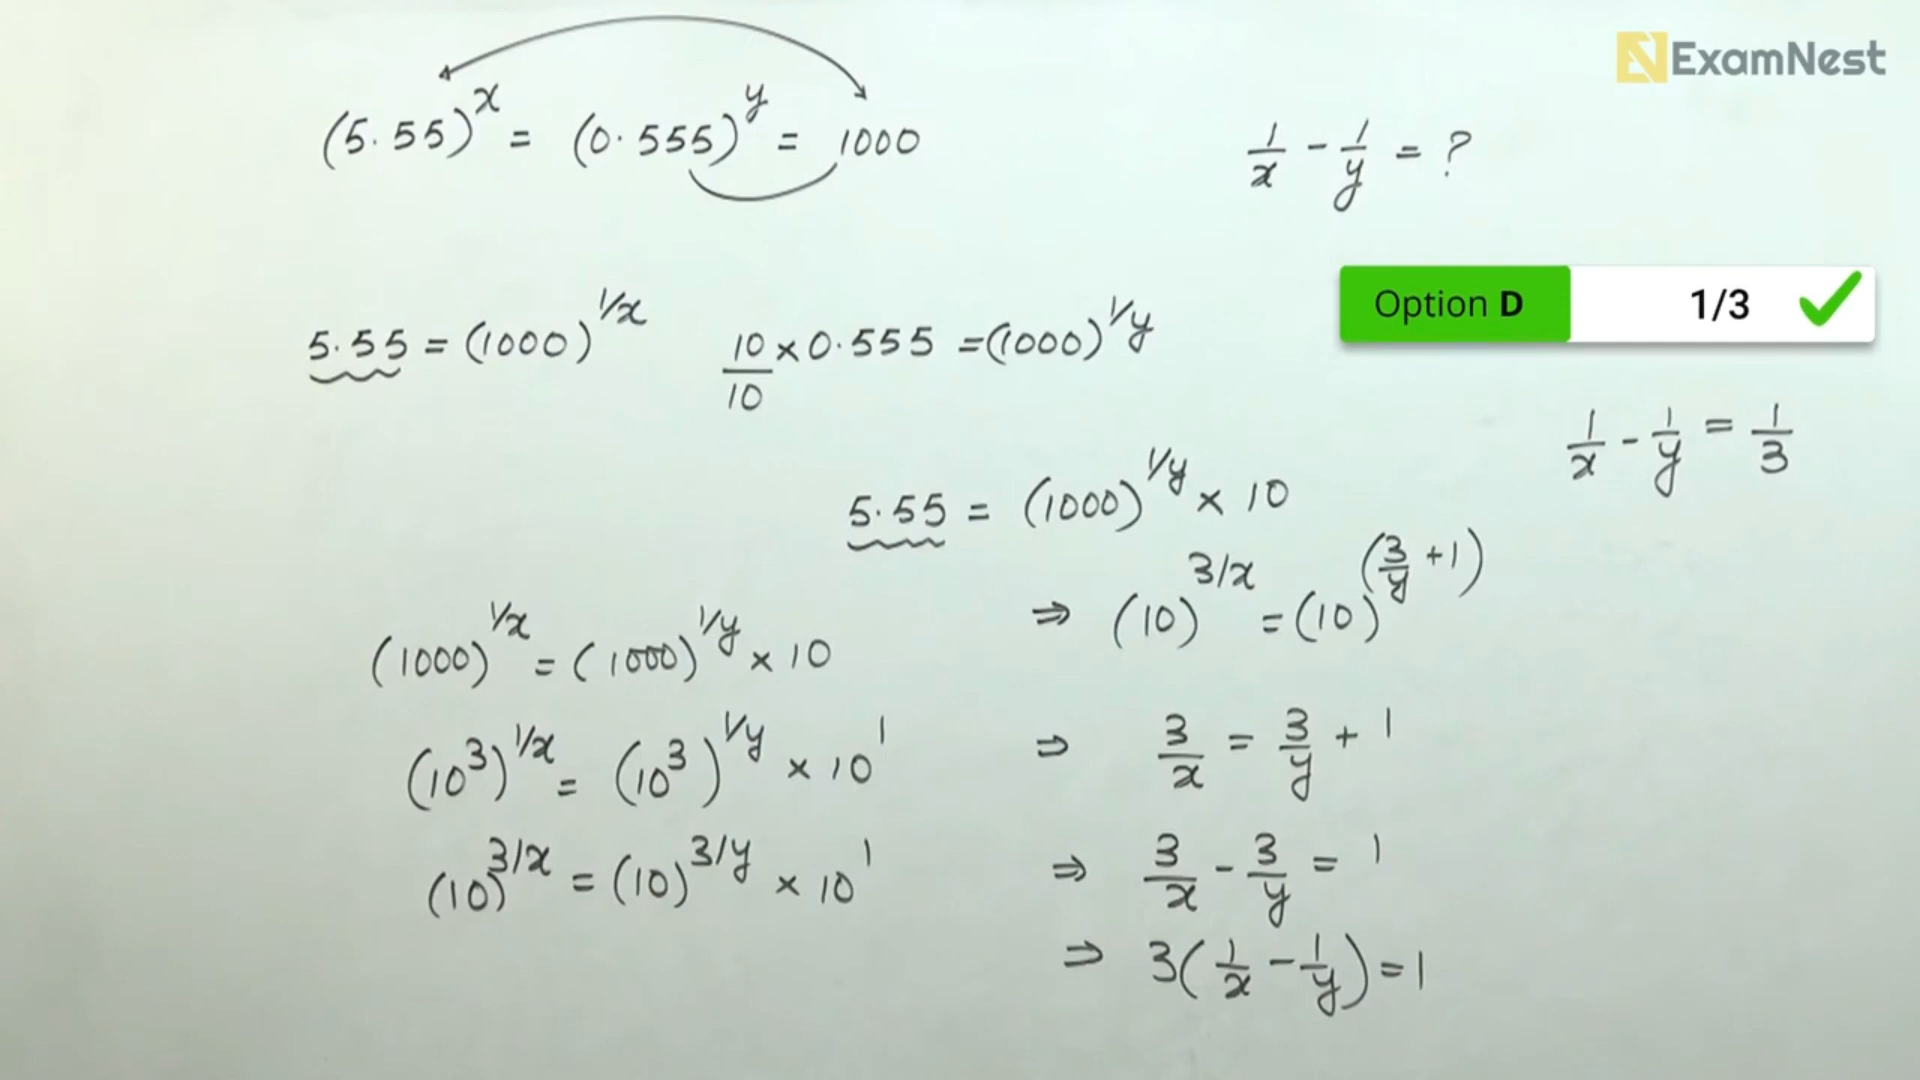 ExamNest
(5.55)^x = (0.555)^y = 1000
1/x - 1/y = ?
Option D 1/3 ✓
5.55 = (1000)^1/x
10/10 × 0.555 = (1000)^1/y
1/x - 1/y = 1/3
5.55 = (1000)^1/y × 10
⇒ (10)^3/x = (10)^(3/y + 1)
(1000)^1/x = (1000)^1/y × 10
(10^3)^1/x = (10^3)^1/y × 10^1
(10)^3/x = (10)^3/y × 10^1
⇒ 3/x = 3/y + 1
⇒ 3/x - 3/y = 1
⇒ 3(1/x - 1/y) = 1